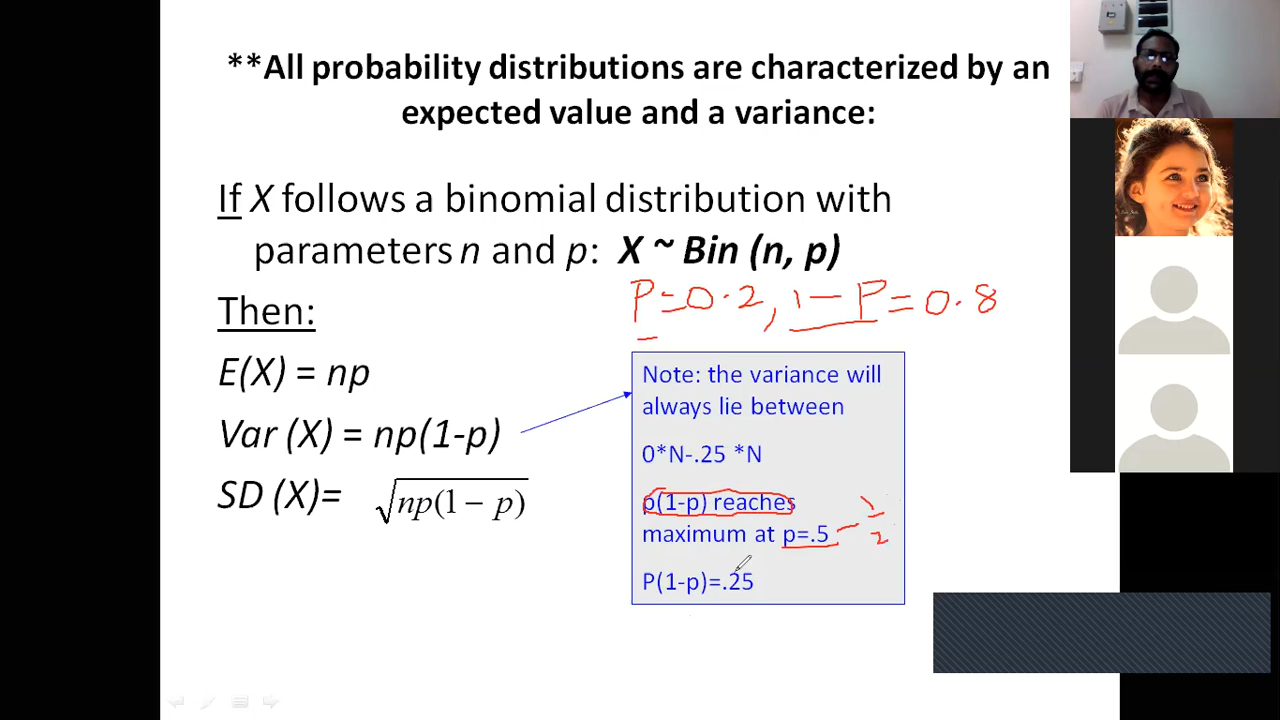 **All probability distributions are characterized by an
expected value and a variance:
If X follows a binomial distribution with
parameters n and p: X ~ Bin (n, p)
P=0.2, 1-P=0.8
Then:
E(X) = np
Var (X) = np(1-p)
SD (X)= √np(1 − p)
Note: the variance will
always lie between
0*N-.25 *N
p(1-p) reaches
maximum at p=.5
1
2
P(1-p)=.25